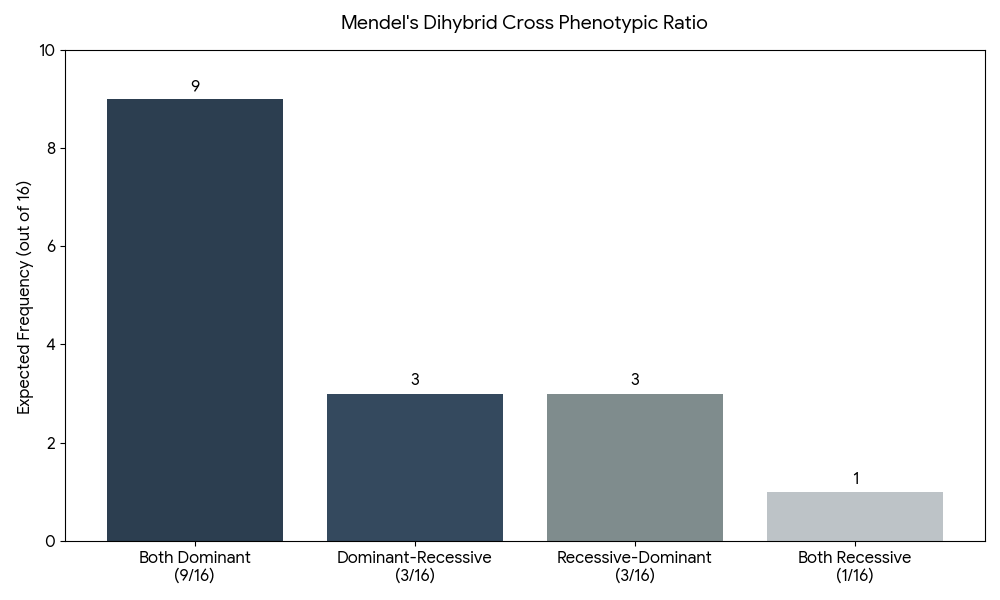 Mendel's Dihybrid Cross Phenotypic Ratio
Expected Frequency (out of 16)
10
8
6
4
2
0
9
3
3
1
Both Dominant
(9/16)
Dominant-Recessive
(3/16)
Recessive-Dominant
(3/16)
Both Recessive
(1/16)